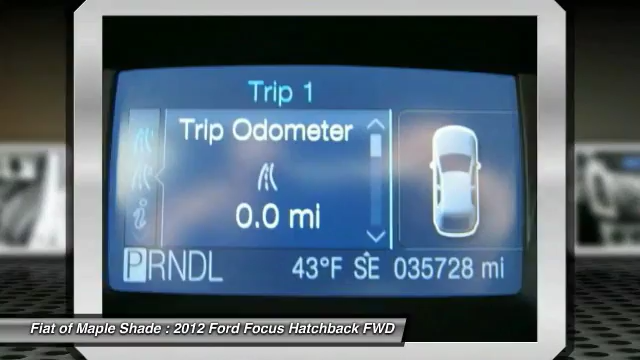 Trip 1
Trip Odometer
0.0 mi
PRNDL 43°F SE 035728 mi
Fiat of Maple Shade : 2012 Ford Focus Hatchback FWD